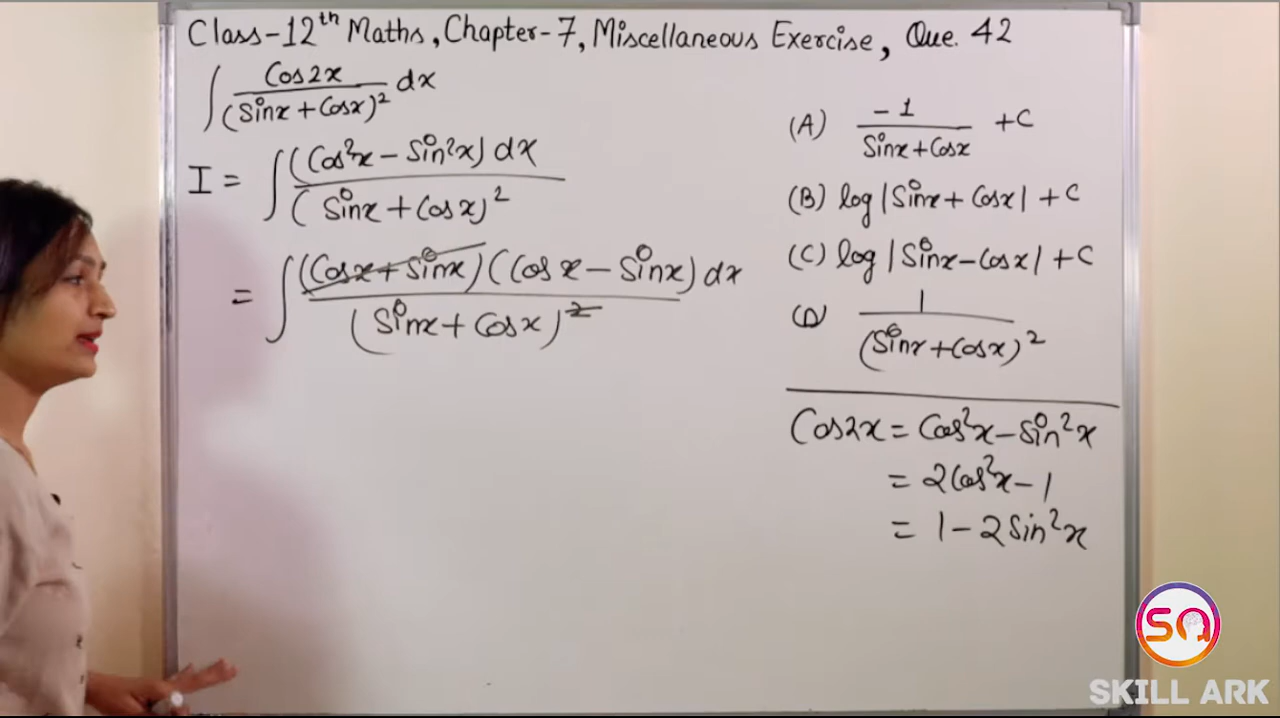 Class-12th Maths, Chapter-7, Miscellaneous Exercise, Que. 42
∫ Cos2x / (Sinx + Cosx)² dx
I = ∫ (Cos²x − Sin²x) dx / (Sinx + Cosx)²
= ∫ (Cosx + Sinx) (Cos x − Sinx) dx / (Sinx + Cosx)²
(A) −1 / Sinx + Cosx + C
(B) log |Sinx + Cosx| + C
(C) log |Sinx − Cosx| + C
(D) 1 / (Sinx + Cosx)²
Cos2x = Cos²x − Sin²x
= 2Cos²x − 1
= 1 − 2Sin²x
SA
SKILL ARK